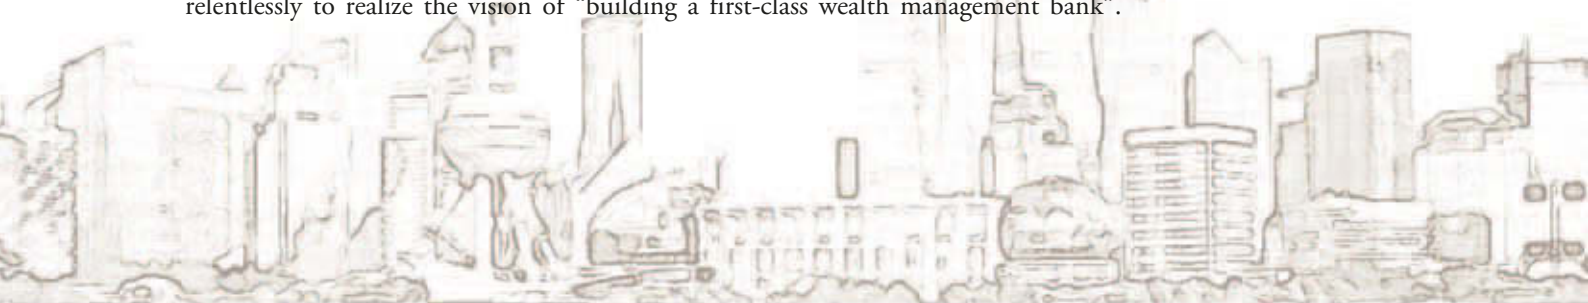 relentlessly to realize the vision of "building a first-class wealth management bank".